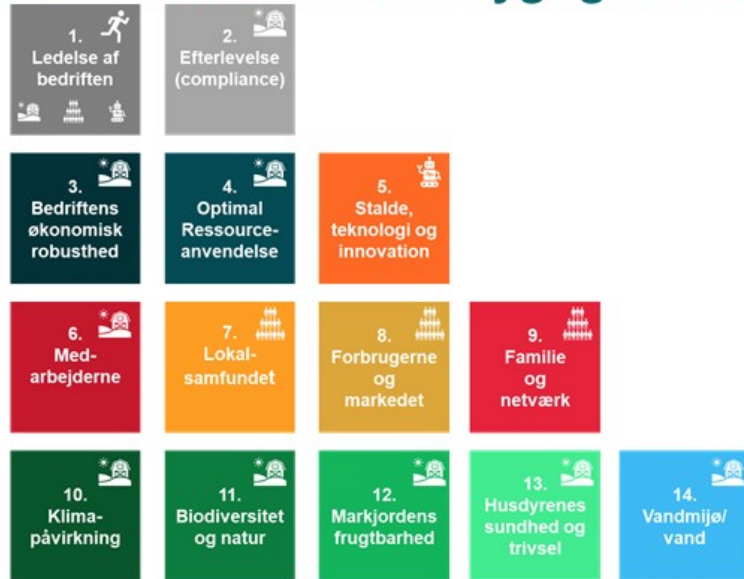 1.
Ledelse af
bedriften
2.
Efterlevelse
(compliance)
3.
Bedriftens
økonomisk
robusthed
4.
Optimal
Ressource-
anvendelse
5.
Stalde,
teknologi og
innovation
6.
Med-
arbejderne
7.
Lokal-
samfundet
8.
Forbrugerne
og
markedet
9.
Familie
og
netværk
10.
Klima-
påvirkning
11.
Biodiversitet
og natur
12.
Markjordens
frugtbarhed
13.
Husdyrenes
sundhed og
trivsel
14.
Vandmijø/
vand